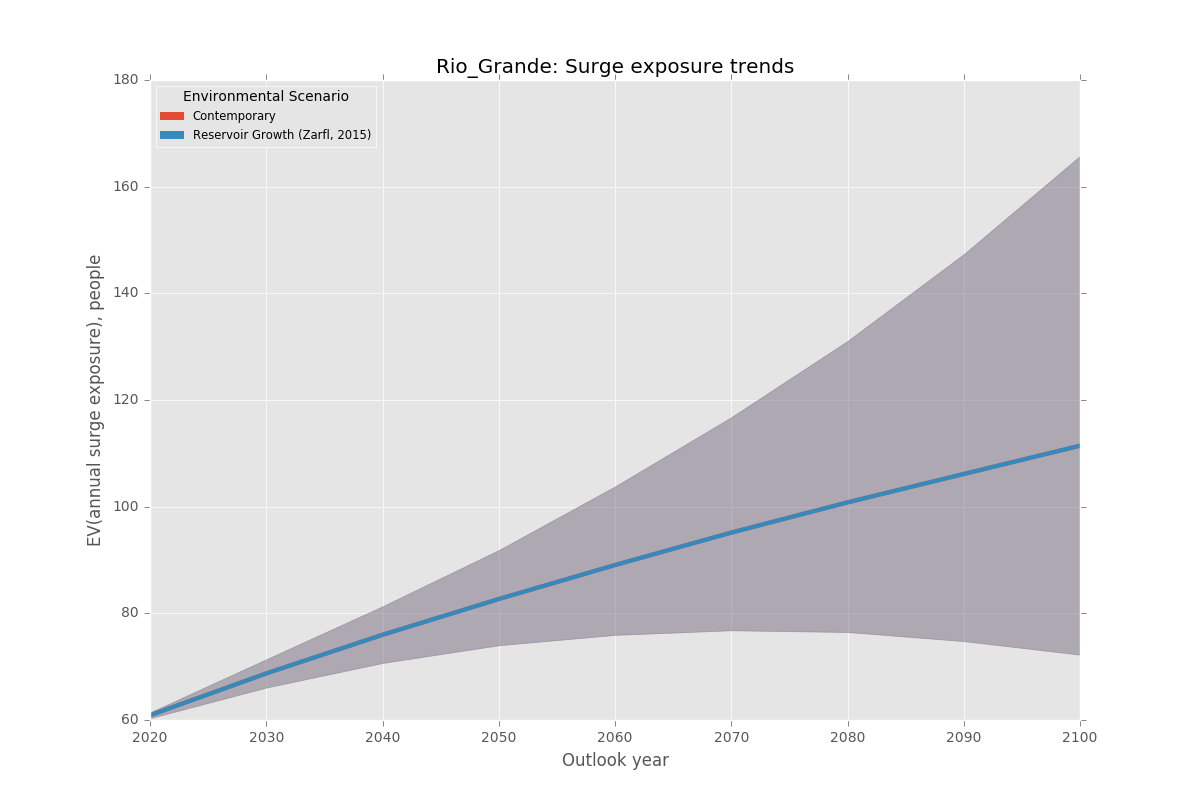 Rio_Grande: Surge exposure trends
Environmental Scenario
Contemporary
Reservoir Growth (Zarfl, 2015)
EV(annual surge exposure), people
180
160
140
120
100
80
60
2020 2030 2040 2050 2060 2070 2080 2090 2100
Outlook year